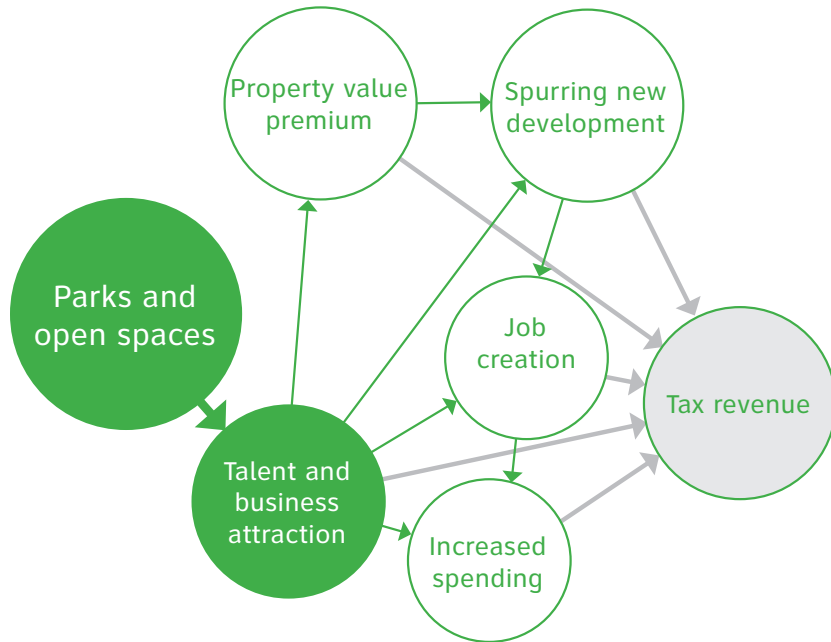 Property value
premium
Spurring new
development
Parks and
open spaces
Job
creation
Tax revenue
Talent and
business
attraction
Increased
spending